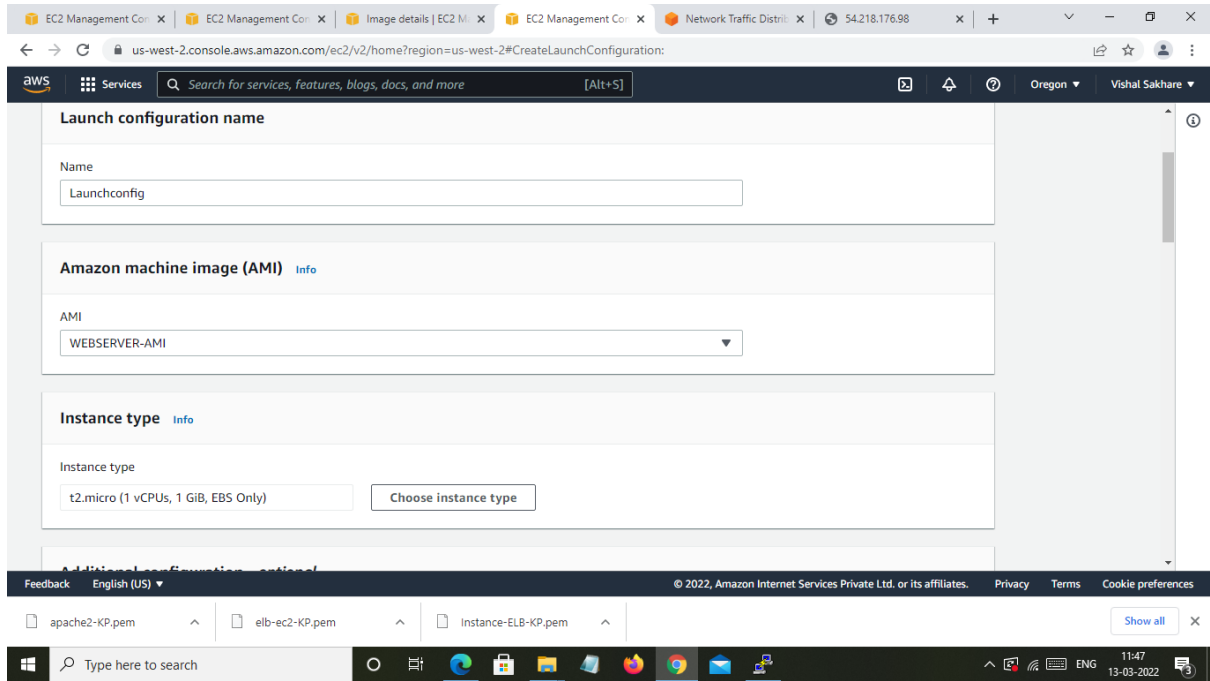 EC2 Management Con
EC2 Management Con
Image details | EC2 M
EC2 Management Con
Network Traffic Distrib
54.218.176.98
us-west-2.console.aws.amazon.com/ec2/v2/home?region=us-west-2#CreateLaunchConfiguration:
aws
Services
Search for services, features, blogs, docs, and more
[Alt+S]
Oregon
Vishal Sakhare
Launch configuration name
Name
Launchconfig
Amazon machine image (AMI) Info
AMI
WEBSERVER-AMI
Instance type Info
Instance type
t2.micro (1 vCPUs, 1 GiB, EBS Only)
Choose instance type
Additional configuration - optional
Feedback
English (US)
© 2022, Amazon Internet Services Private Ltd. or its affiliates.
Privacy
Terms
Cookie preferences
apache2-KP.pem
elb-ec2-KP.pem
Instance-ELB-KP.pem
Show all
Type here to search
ENG
11:47
13-03-2022
3